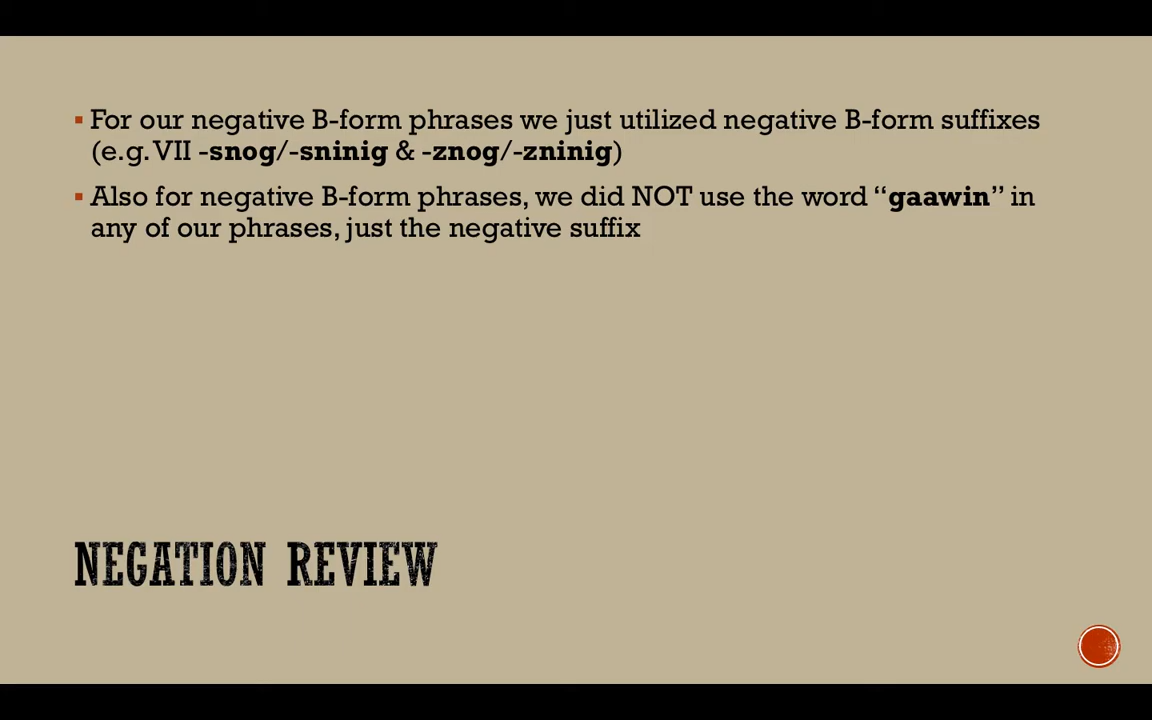 ▪ For our negative B-form phrases we just utilized negative B-form suffixes
(e.g. VII -snog/-sninig & -znog/-zninig)
▪ Also for negative B-form phrases, we did NOT use the word “gaawin” in
any of our phrases, just the negative suffix
NEGATION REVIEW